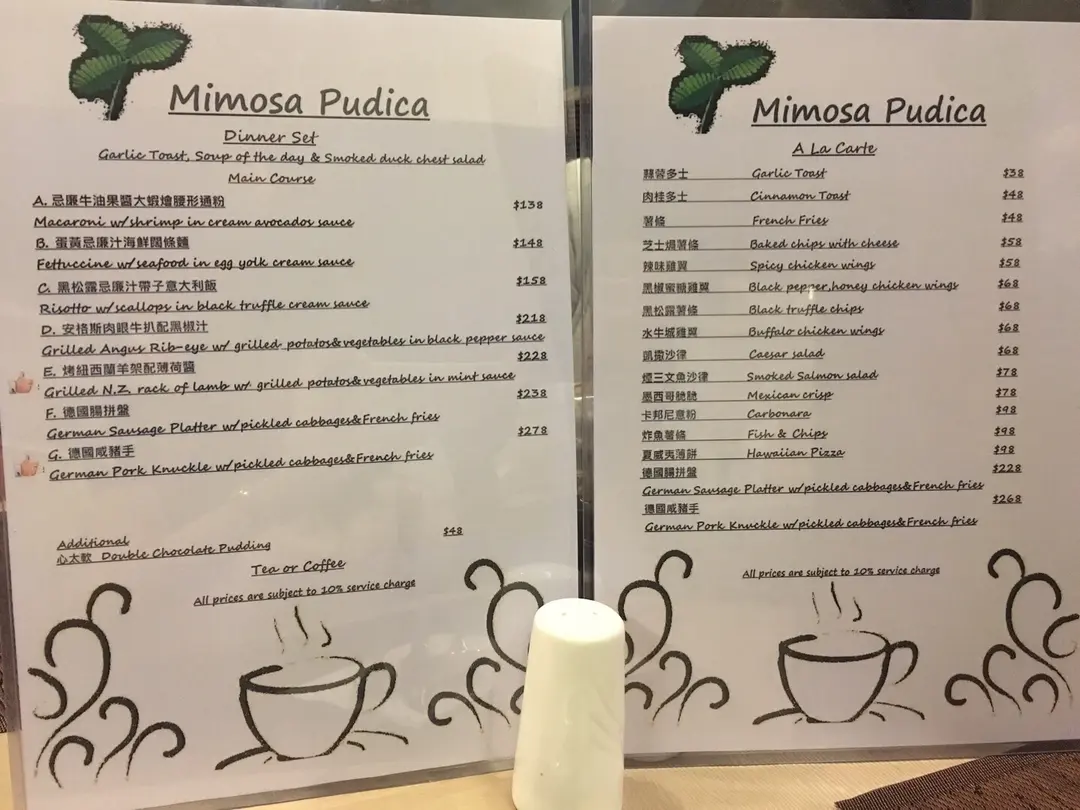 Mimosa Pudica
Dinner Set
Garlic Toast, Soup of the day & Smoked duck chest salad
Main Course
A. 忌廉牛油果醬大蝦燴腰形通粉 $138
Macaroni w/shrimp in cream avocados sauce
B. 蛋黃忌廉汁海鮮闊條麵 $148
Fettuccine w/seafood in egg yolk cream sauce
C. 黑松露忌廉汁帶子意大利飯 $158
Risotto w/scallops in black truffle cream sauce
D. 安格斯肉眼牛扒配黑椒汁 $218
Grilled Angus Rib-eye w/ grilled potatos&vegetables in black pepper sauce
E. 烤紐西蘭羊架配薄荷醬 $228
Grilled N.Z. rack of lamb w/ grilled potatos&vegetables in mint sauce
F. 德國腸拼盤 $238
German Sausage Platter w/pickled cabbages&French fries
G. 德國咸豬手 $278
German Pork Knuckle w/pickled cabbages&French fries
Additional $48
心太軟 Double Chocolate Pudding
Tea or Coffee
All prices are subject to 10% service charge
Mimosa Pudica
A La Carte
蒜蓉多士 Garlic Toast $38
肉桂多士 Cinnamon Toast $48
薯條 French Fries $48
芝士焗薯條 Baked chips with cheese $58
辣味雞翼 Spicy chicken wings $58
黑椒蜜糖雞翼 Black pepper,honey chicken wings $68
黑松露薯條 Black truffle chips $68
水牛城雞翼 Buffalo chicken wings $68
凱撒沙律 Caesar salad $68
煙三文魚沙律 Smoked Salmon salad $78
墨西哥脆脆 Mexican crisp $78
卡邦尼意粉 Carbonara $98
炸魚薯條 Fish & Chips $98
夏威夷薄餅 Hawaiian Pizza $98
德國腸拼盤 $228
German Sausage Platter w/pickled cabbages&French fries
德國咸豬手 $268
German Pork Knuckle w/pickled cabbages&French fries
All prices are subject to 10% service charge